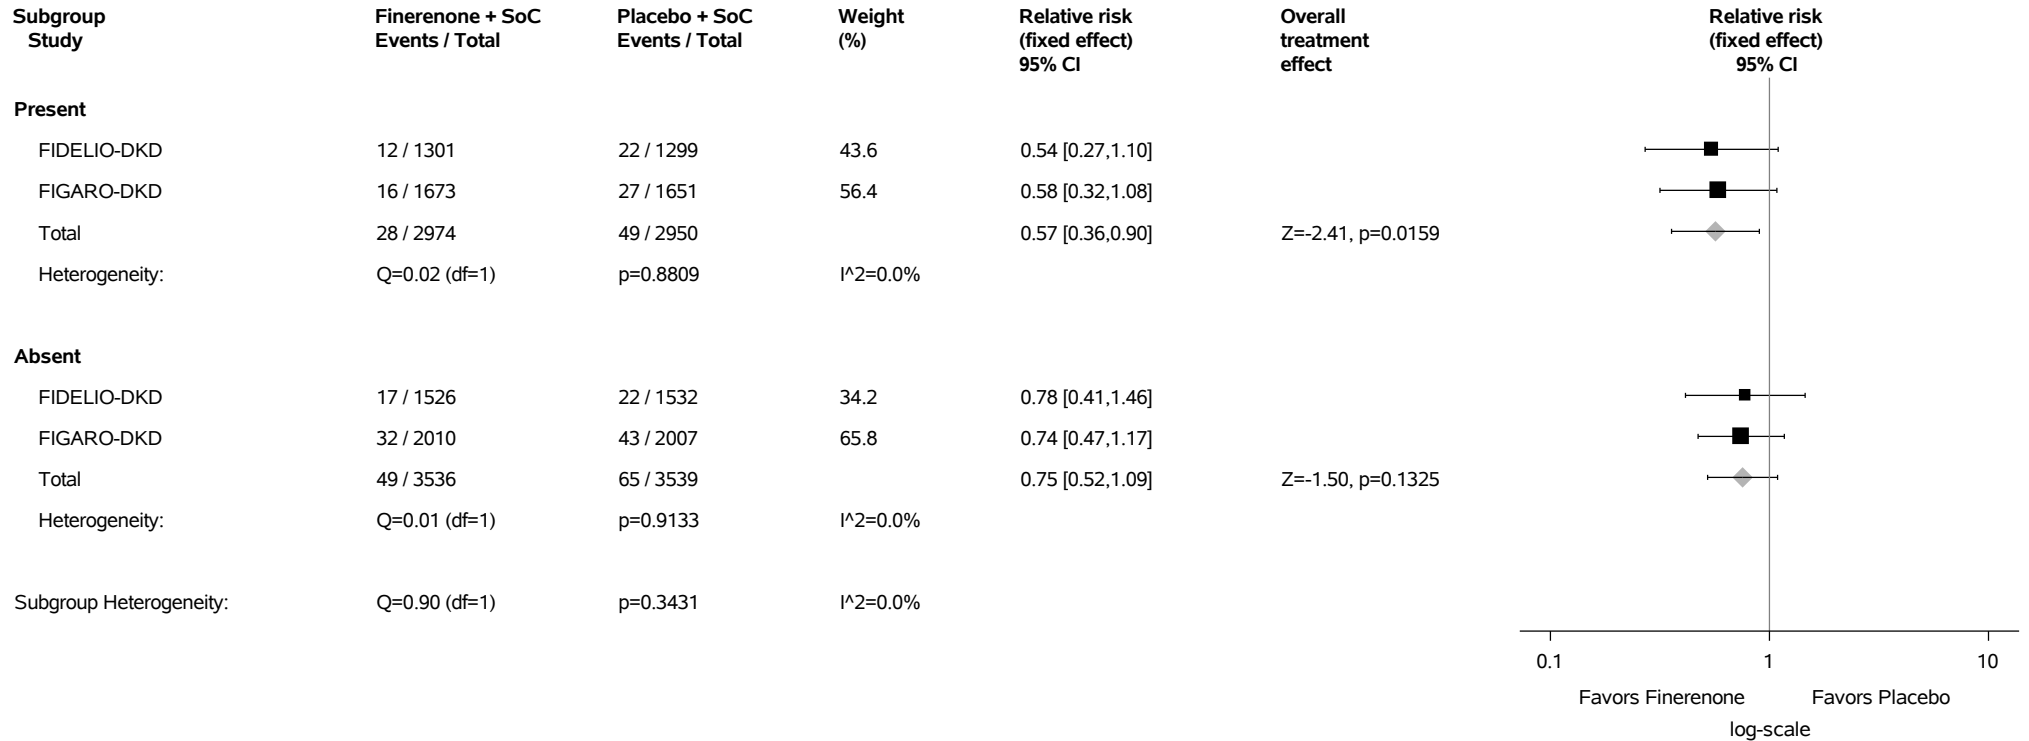 Subgroup Finerenone + SoC Placebo + SoC Weight Relative risk Overall Relative risk
Study Events / Total Events / Total (%) (fixed effect) treatment (fixed effect)
95% CI effect 95% CI
Present
FIDELIO-DKD 12 / 1301 22 / 1299 43.6 0.54 [0.27,1.10]
FIGARO-DKD 16 / 1673 27 / 1651 56.4 0.58 [0.32,1.08]
Total 28 / 2974 49 / 2950 0.57 [0.36,0.90] Z=-2.41, p=0.0159
Heterogeneity: Q=0.02 (df=1) p=0.8809 I^2=0.0%
Absent
FIDELIO-DKD 17 / 1526 22 / 1532 34.2 0.78 [0.41,1.46]
FIGARO-DKD 32 / 2010 43 / 2007 65.8 0.74 [0.47,1.17]
Total 49 / 3536 65 / 3539 0.75 [0.52,1.09] Z=-1.50, p=0.1325
Heterogeneity: Q=0.01 (df=1) p=0.9133 I^2=0.0%
Subgroup Heterogeneity: Q=0.90 (df=1) p=0.3431 I^2=0.0%
0.1 1 10
Favors Finerenone Favors Placebo
log-scale